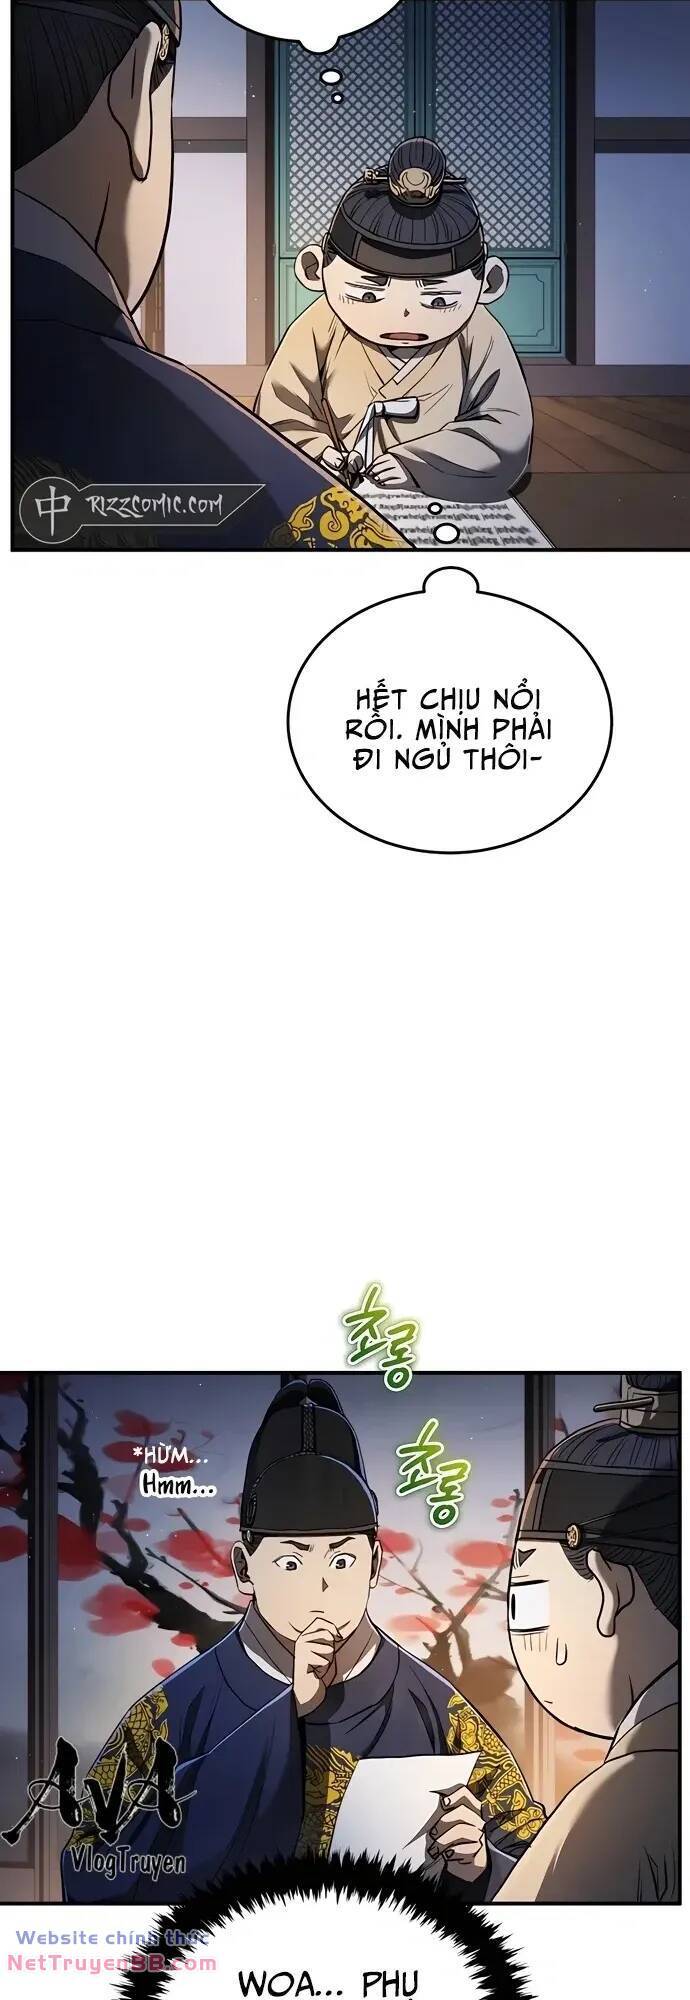 中 RIZZCOMIC.COM
HẾT CHỊU NỔI
RỒI. MÌNH PHẢI
ĐI NGỦ THÔI-
초롱
*HỪM...
Hmm...
초롱
AVA
VlogTruyen
Website chính thức
NetTruyenBB.com
WOA... PHỤ